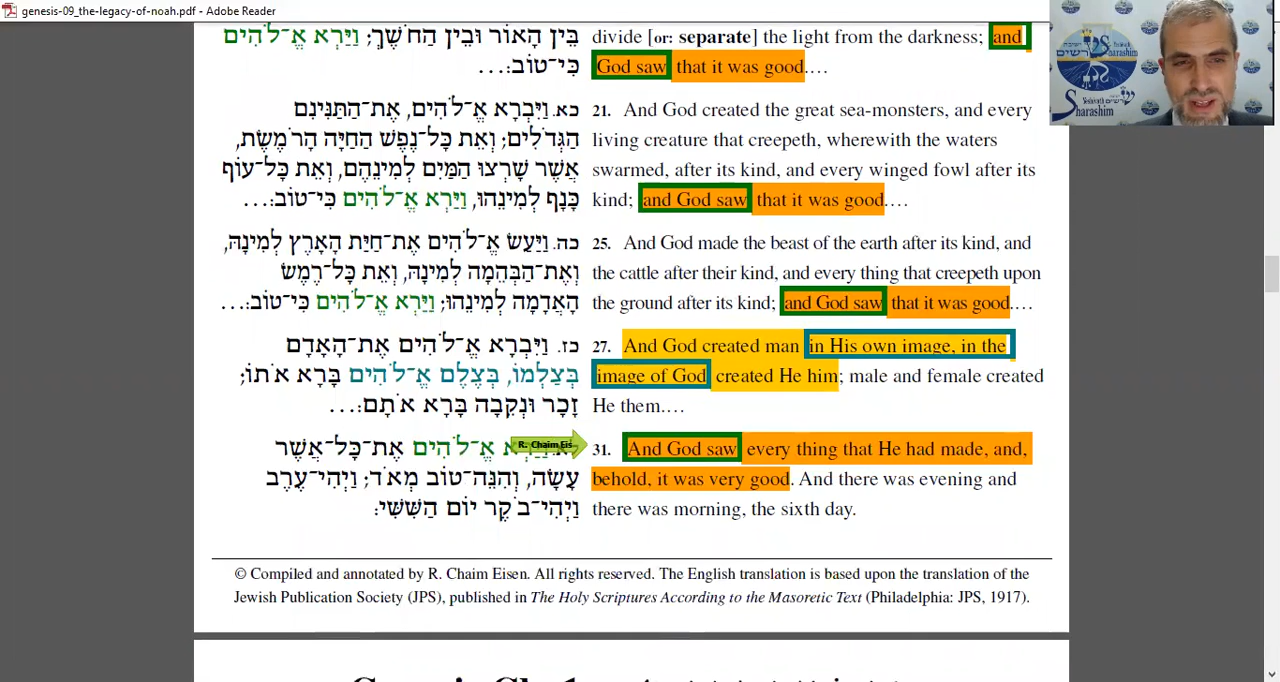 genesis-09_the-legacy-of-noah.pdf - Adobe Reader
בֵּין הָאוֹר וּבֵין הַחֹשֶׁךְ; וַיַּרְא אֱ־לֹהִים
כִּי־טוֹב:...
divide [or: separate] the light from the darkness; and
God saw that it was good....
כא. וַיִּבְרָא אֱ־לֹהִים, אֶת־הַתַּנִּינִם
הַגְּדֹלִים; וְאֵת כָּל־נֶפֶשׁ הַחַיָּה הָרֹמֶשֶׂת,
אֲשֶׁר שָׁרְצוּ הַמַּיִם לְמִינֵהֶם, וְאֵת כָּל־עוֹף
כָּנָף לְמִינֵהוּ, וַיַּרְא אֱ־לֹהִים כִּי־טוֹב:...
21. And God created the great sea-monsters, and every
living creature that creepeth, wherewith the waters
swarmed, after its kind, and every winged fowl after its
kind; and God saw that it was good....
כה. וַיַּעַשׂ אֱ־לֹהִים אֶת־חַיַּת הָאָרֶץ לְמִינָהּ,
וְאֶת־הַבְּהֵמָה לְמִינָהּ, וְאֵת כָּל־רֶמֶשׂ
הָאֲדָמָה לְמִינֵהוּ; וַיַּרְא אֱ־לֹהִים כִּי־טוֹב:...
25. And God made the beast of the earth after its kind, and
the cattle after their kind, and every thing that creepeth upon
the ground after its kind; and God saw that it was good....
כז. וַיִּבְרָא אֱ־לֹהִים אֶת־הָאָדָם
בְּצַלְמוֹ, בְּצֶלֶם אֱ־לֹהִים בָּרָא אֹתוֹ;
זָכָר וּנְקֵבָה בָּרָא אֹתָם:...
27. And God created man in His own image, in the
image of God created He him; male and female created
He them....
אֱ־לֹהִים אֶת־כָּל־אֲשֶׁר
עָשָׂה, וְהִנֵּה־טוֹב מְאֹד; וַיְהִי־עֶרֶב
וַיְהִי־בֹקֶר יוֹם הַשִּׁשִּׁי:
R. Chaim Eis
31. And God saw every thing that He had made, and,
behold, it was very good. And there was evening and
there was morning, the sixth day.
© Compiled and annotated by R. Chaim Eisen. All rights reserved. The English translation is based upon the translation of the
Jewish Publication Society (JPS), published in The Holy Scriptures According to the Masoretic Text (Philadelphia: JPS, 1917).